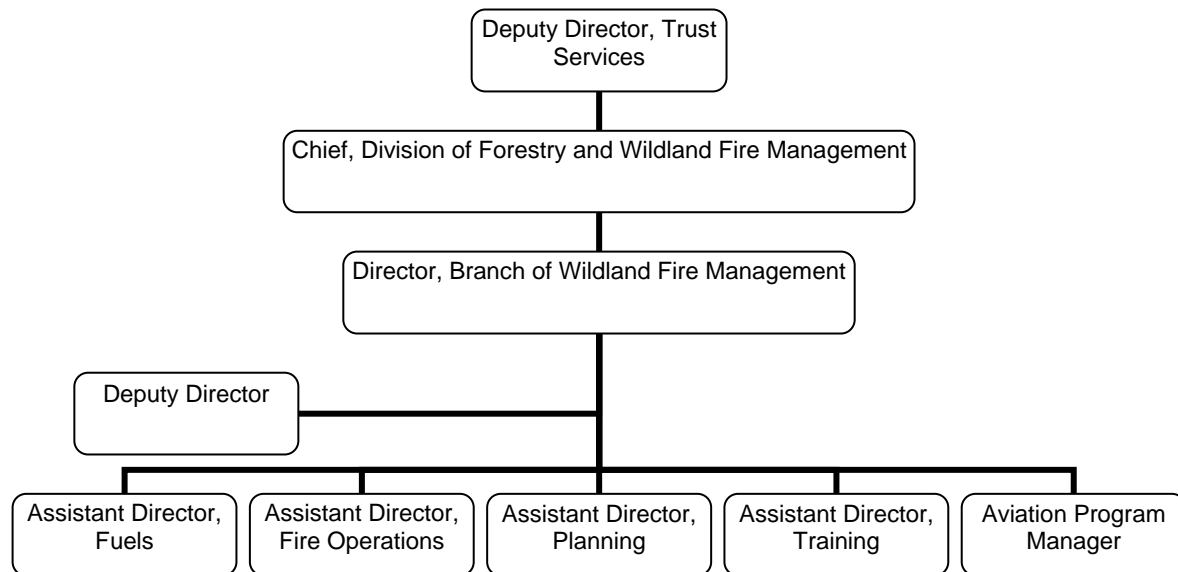 Deputy Director, Trust
Services
Chief, Division of Forestry and Wildland Fire Management
Director, Branch of Wildland Fire Management
Deputy Director
Assistant Director,
Fuels
Assistant Director,
Fire Operations
Assistant Director,
Planning
Assistant Director,
Training
Aviation Program
Manager